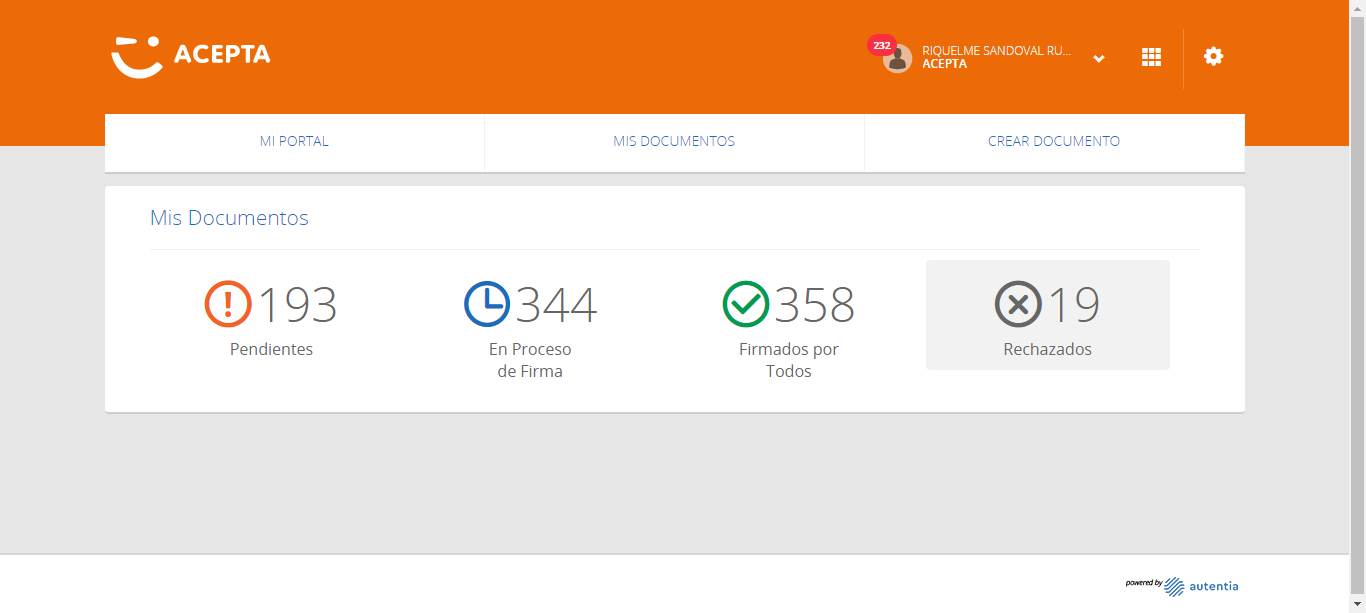 ACEPTA
232
RIQUELME SANDOVAL RU...
ACEPTA
MI PORTAL
MIS DOCUMENTOS
CREAR DOCUMENTO
Mis Documentos
193
Pendientes
344
En Proceso
de Firma
358
Firmados por
Todos
19
Rechazados
powered by autentia